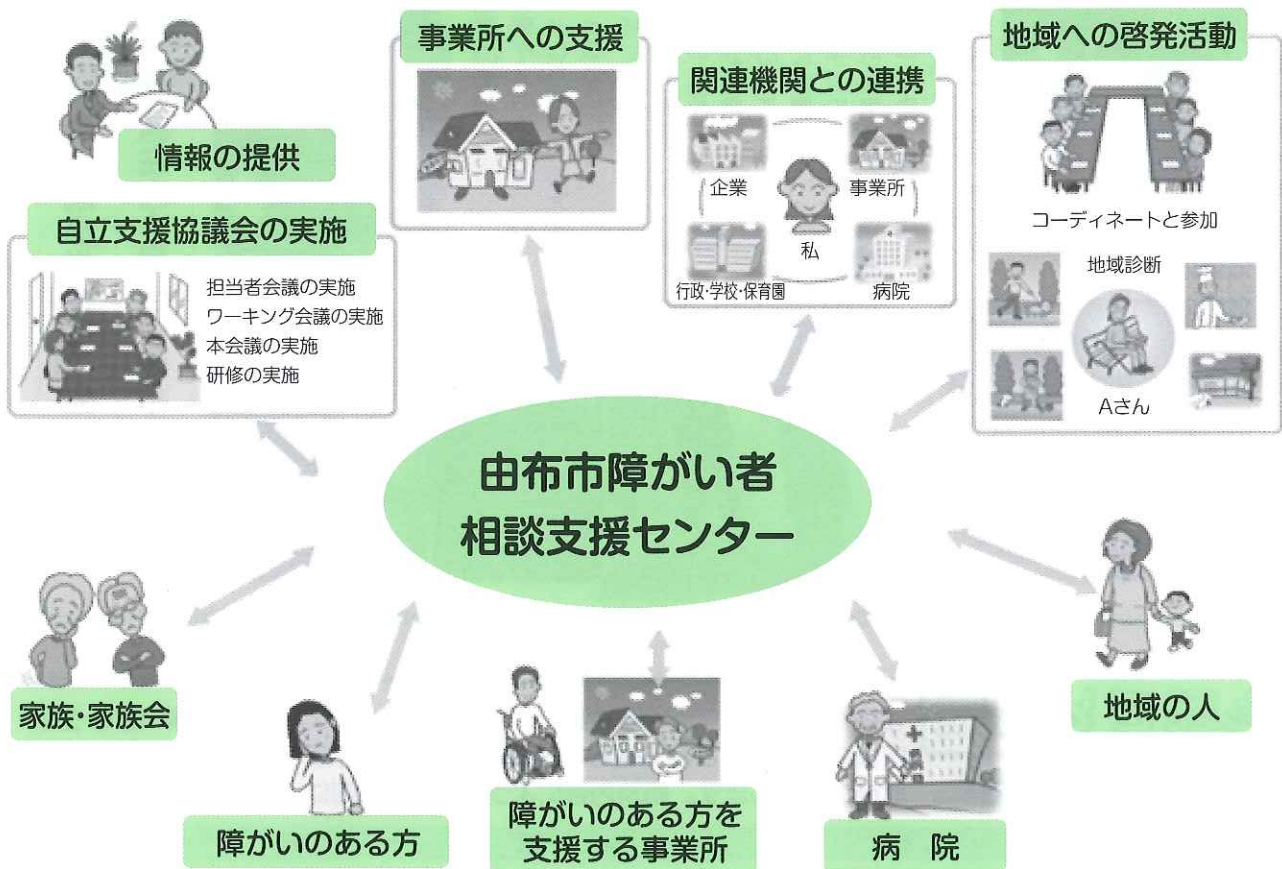 情報の提供
自立支援協議会の実施
担当者会議の実施
ワーキング会議の実施
本会議の実施
研修の実施
事業所への支援
関連機関との連携
企業
事業所
私
行政・学校・保育園
病院
地域への啓発活動
コーディネートと参加
地域診断
Aさん
由布市障がい者
相談支援センター
家族・家族会
障がいのある方
障がいのある方を
支援する事業所
病　院
地域の人